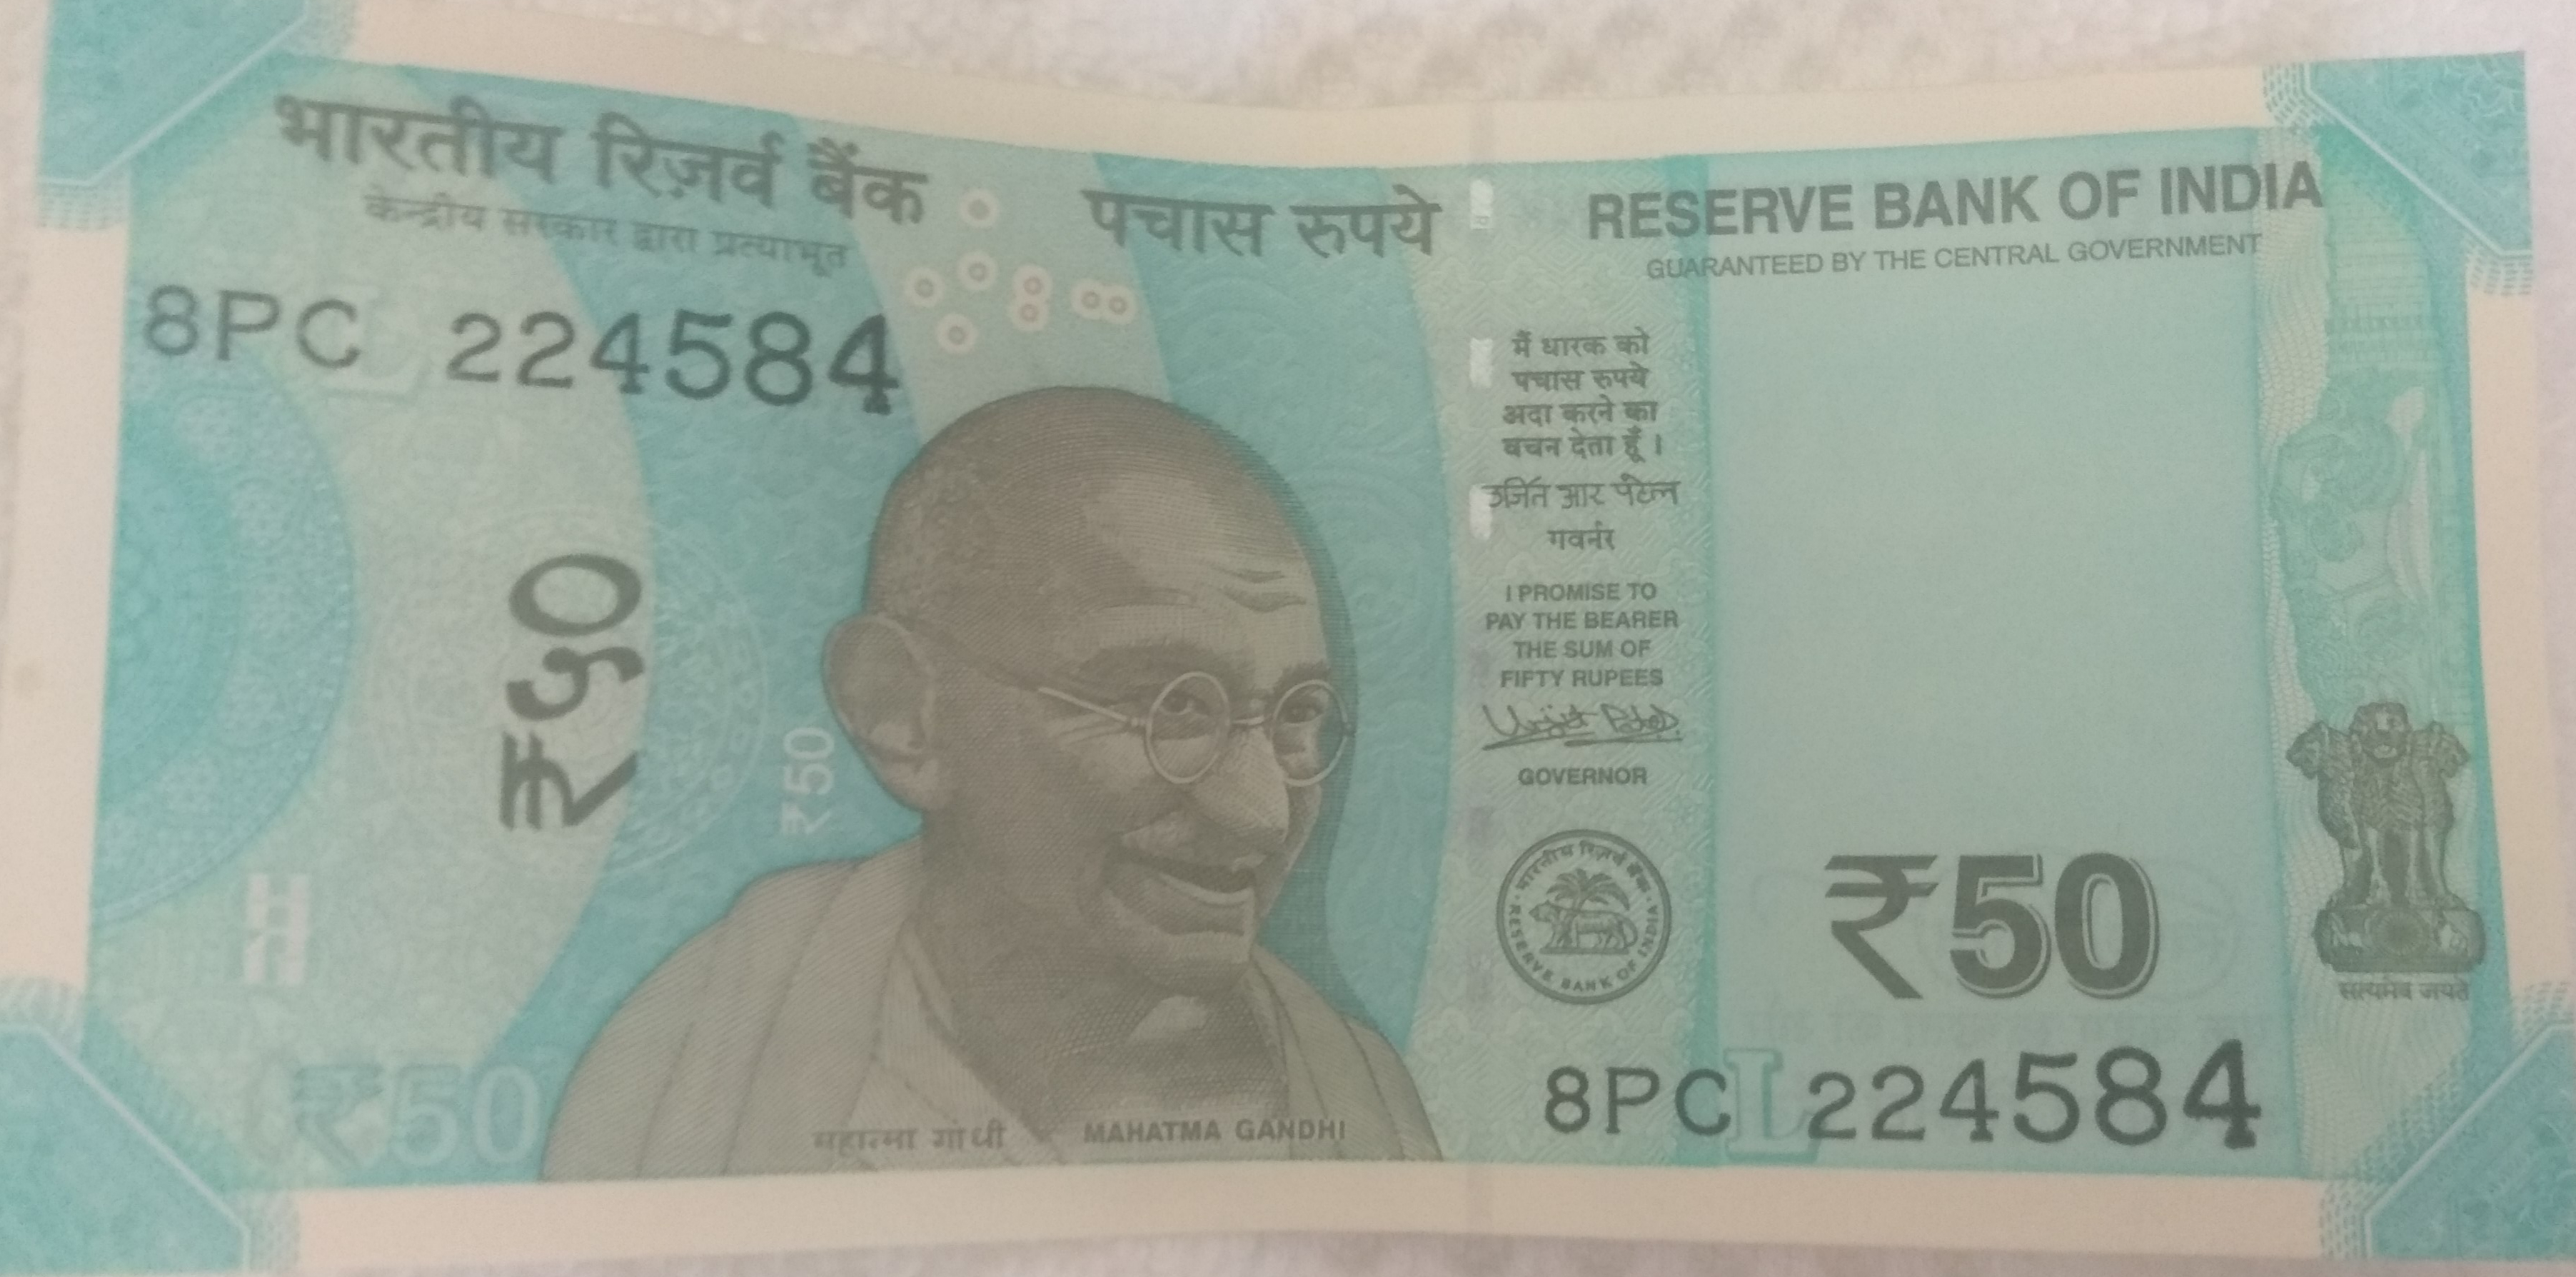 भारतीय रिज़र्व बैंक
केन्द्रीय सरकार द्वारा प्रत्याभूत
8PC 224584
पचास रुपये
RESERVE BANK OF INDIA
GUARANTEED BY THE CENTRAL GOVERNMENT
मैं धारक को
पचास रुपये
अदा करने का
वचन देता हूँ ।
उर्जित आर पटेल
गवर्नर
I PROMISE TO
PAY THE BEARER
THE SUM OF
FIFTY RUPEES
Urjit Patel
GOVERNOR
₹५०
₹50
भारतीय रिज़र्व बैंक
RESERVE BANK OF INDIA
₹50
सत्यमेव जयते
₹50
महात्मा गांधी MAHATMA GANDHI
8PC L 224584